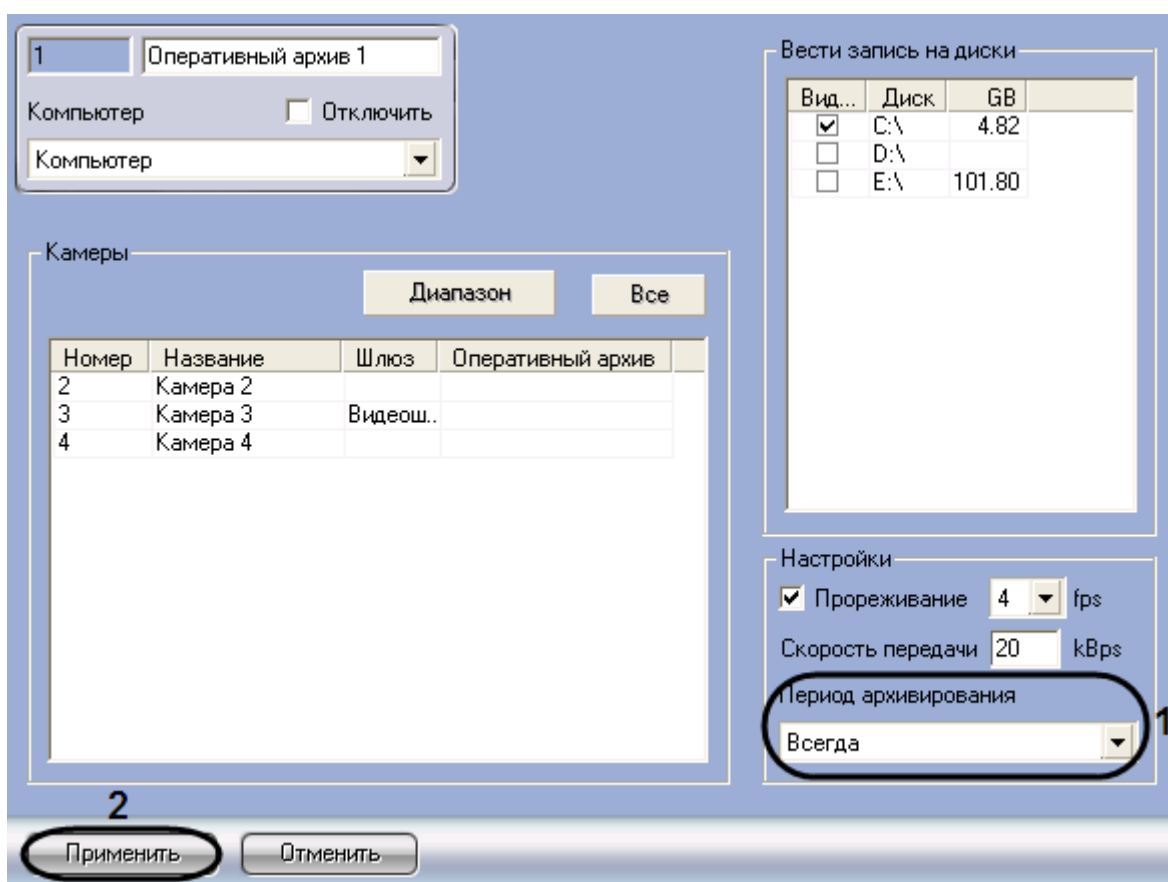 1 Оперативный архив 1
Компьютер Отключить
Компьютер
Камеры
Диапазон Все
Номер Название Шлюз Оперативный архив
2 Камера 2
3 Камера 3 Видеош..
4 Камера 4
Вести запись на диски
Вид... Диск GB
C:\ 4.82
D:\
E:\ 101.80
Настройки
Прореживание 4 fps
Скорость передачи 20 kBps
Период архивирования
Всегда
1
2
Применить Отменить